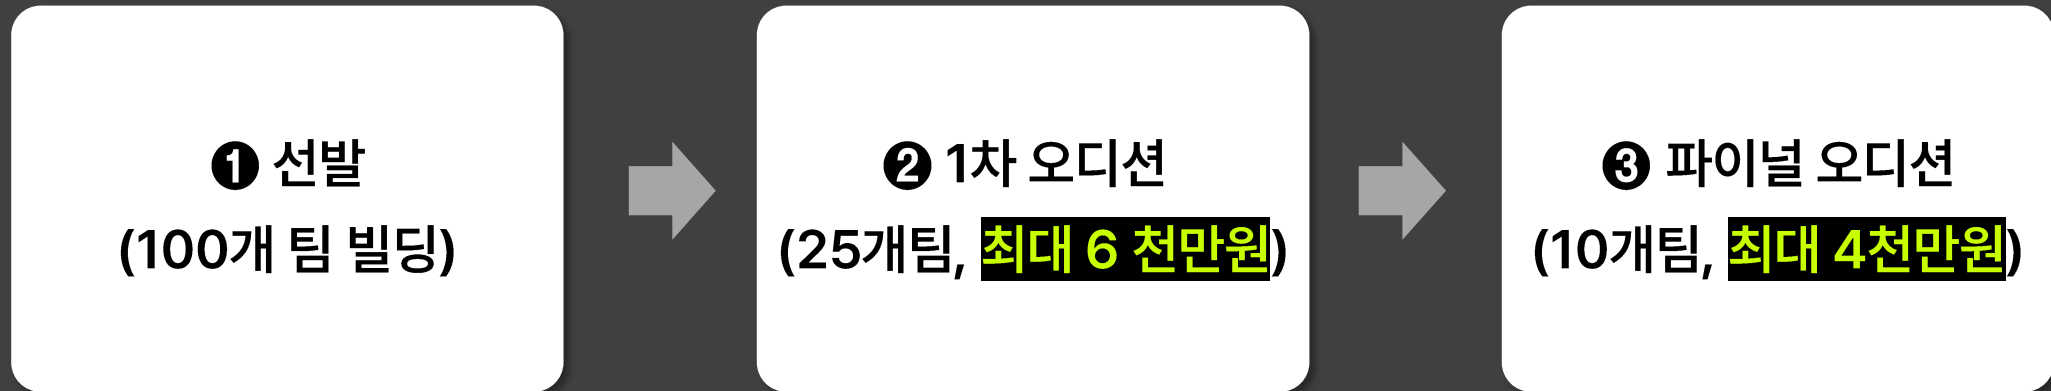 ❶ 선발
(100개 팀 빌딩)
❷ 1차 오디션
(25개팀, 최대 6 천만원)
❸ 파이널 오디션
(10개팀, 최대 4천만원)